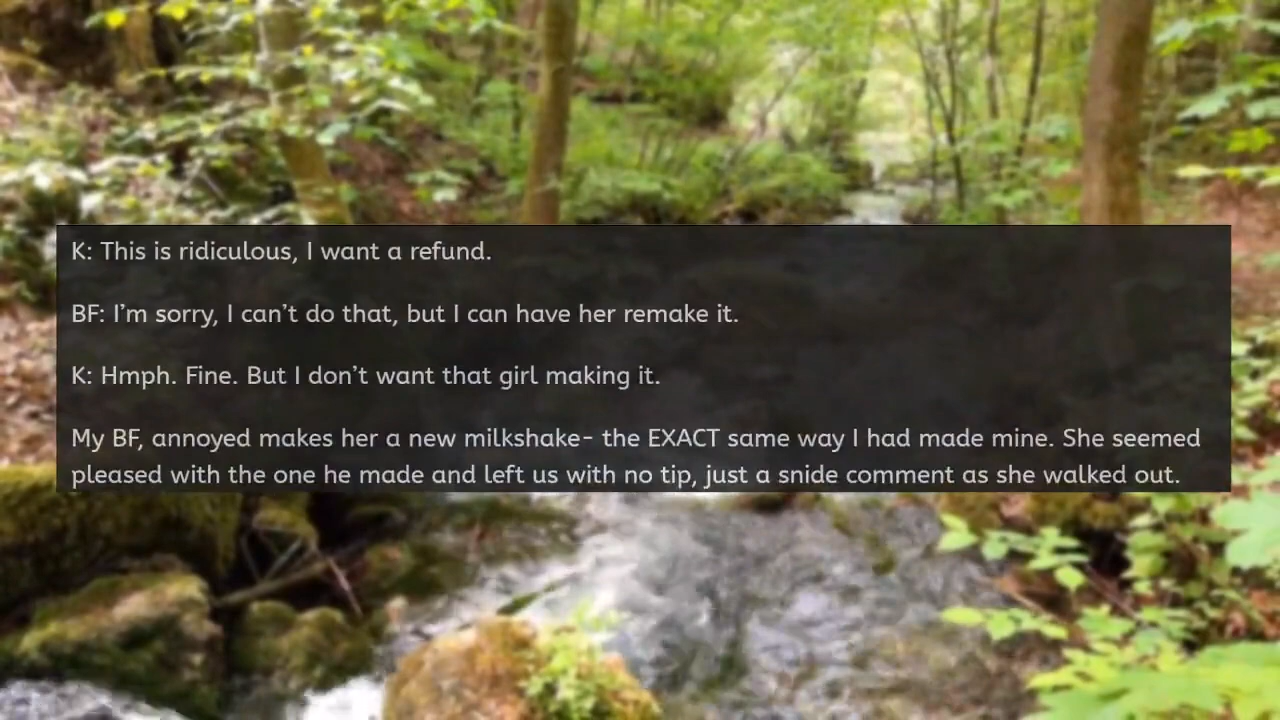 K: This is ridiculous, I want a refund.
BF: I’m sorry, I can’t do that, but I can have her remake it.
K: Hmph. Fine. But I don’t want that girl making it.
My BF, annoyed makes her a new milkshake- the EXACT same way I had made mine. She seemed
pleased with the one he made and left us with no tip, just a snide comment as she walked out.